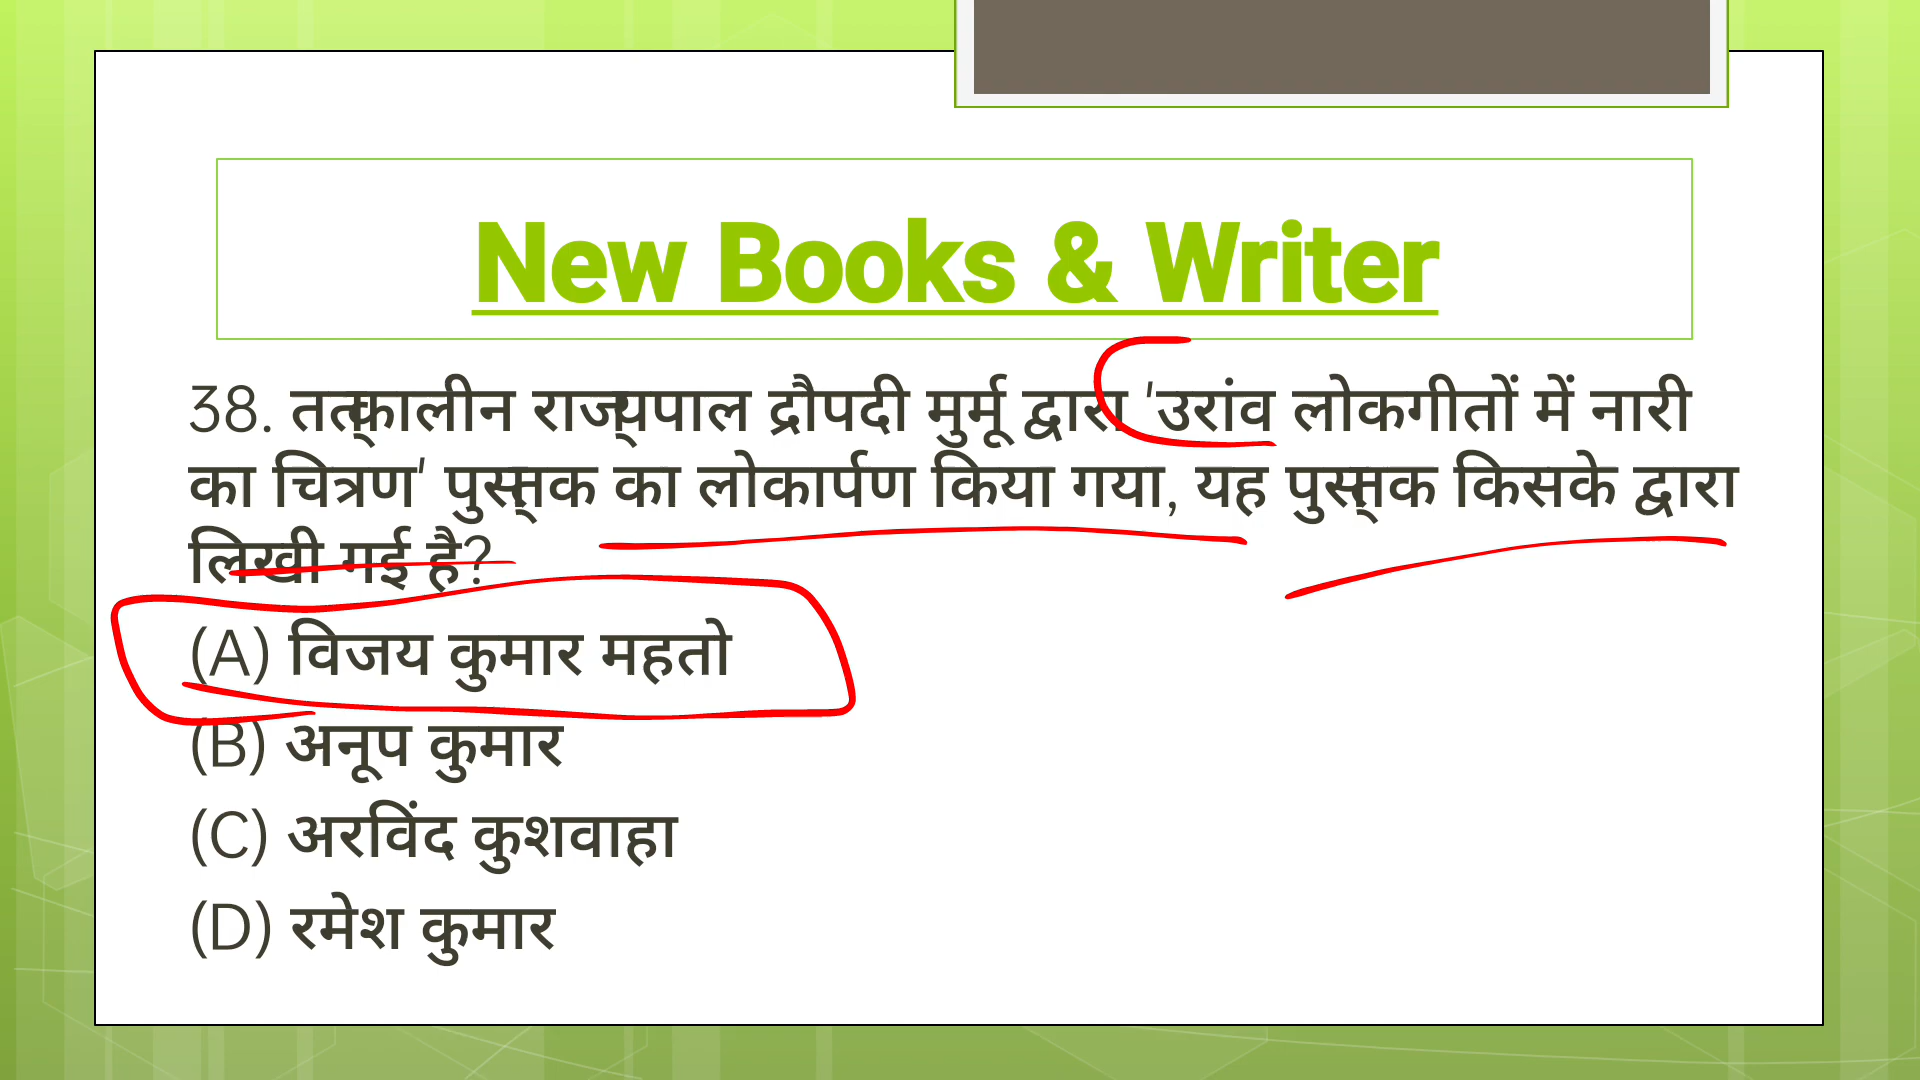 New Books & Writer
38. तत्कालीन राज्यपाल द्रौपदी मुर्मू द्वारा 'उरांव लोकगीतों में नारी
का चित्रण' पुस्तक का लोकार्पण किया गया, यह पुस्तक किसके द्वारा
लिखी गई है?
(A) विजय कुमार महतो
(B) अनूप कुमार
(C) अरविंद कुशवाहा
(D) रमेश कुमार